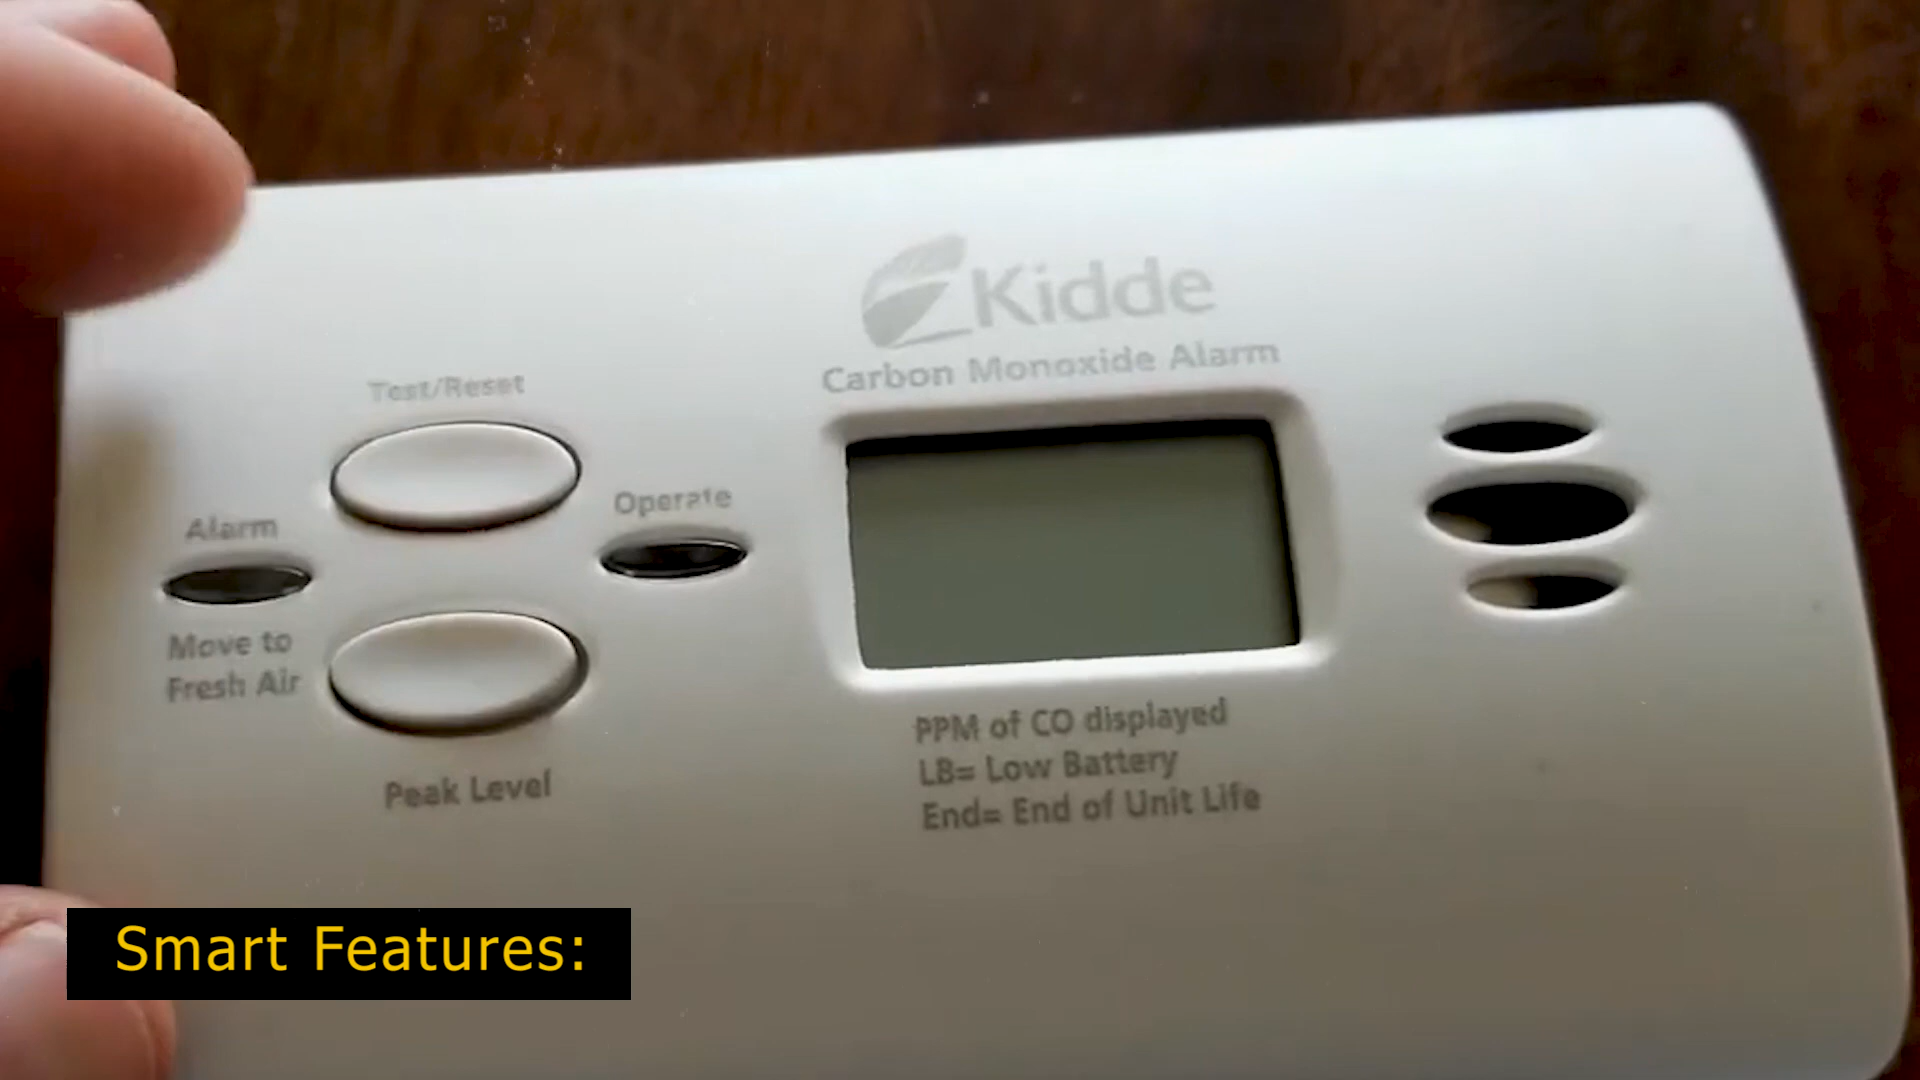 Kidde
Carbon Monoxide Alarm
Test/Reset
Operate
Alarm
Move to
Fresh Air
Peak Level
PPM of CO displayed
LB= Low Battery
End= End of Unit Life
Smart Features: